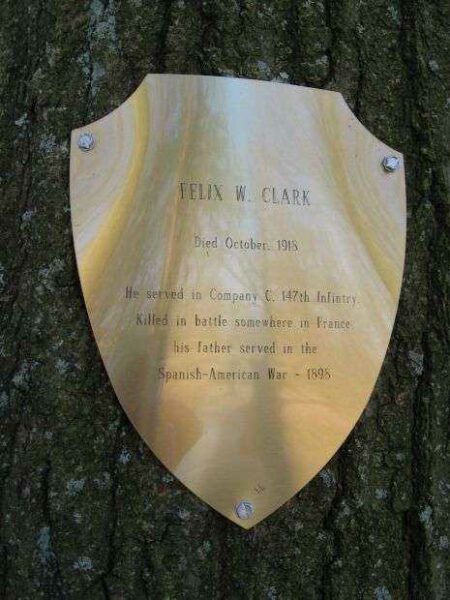 FELIX W. CLARK
Died October, 1918
He served in Company C, 147th Infintry
Killed in battle somewhere in France
his father served in the
Spanish-American War - 1898